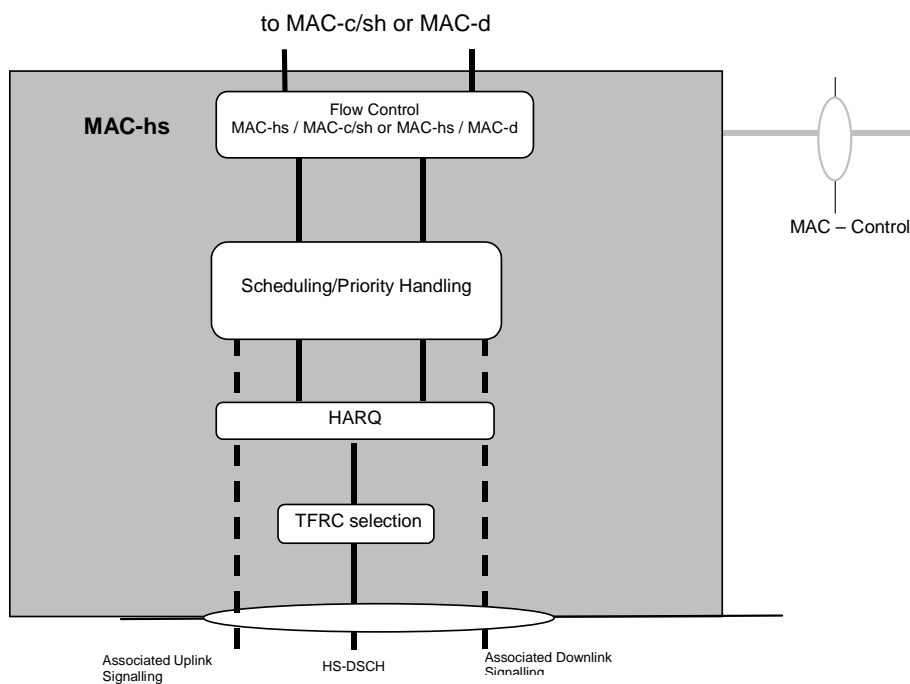 to MAC-c/sh or MAC-d
MAC-hs
Flow Control
MAC-hs / MAC-c/sh or MAC-hs / MAC-d
MAC – Control
Scheduling/Priority Handling
HARQ
TFRC selection
Associated Uplink
Signalling
HS-DSCH
Associated Downlink
Signalling